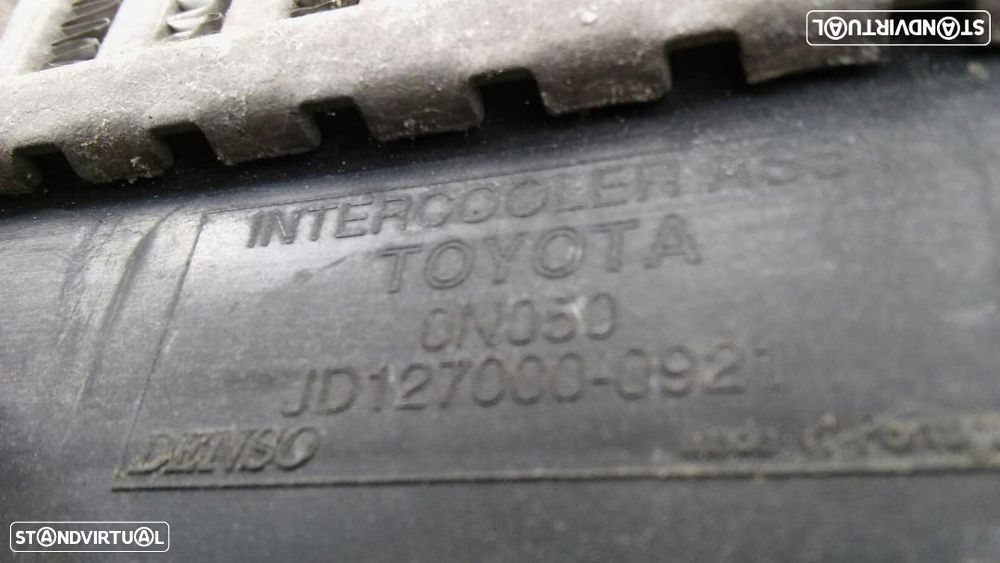 STANDVIRTUAL
INTERCOOLER ASS
TOYOTA
0N050
JD127000-0921
DENSO
STANDVIRTUAL